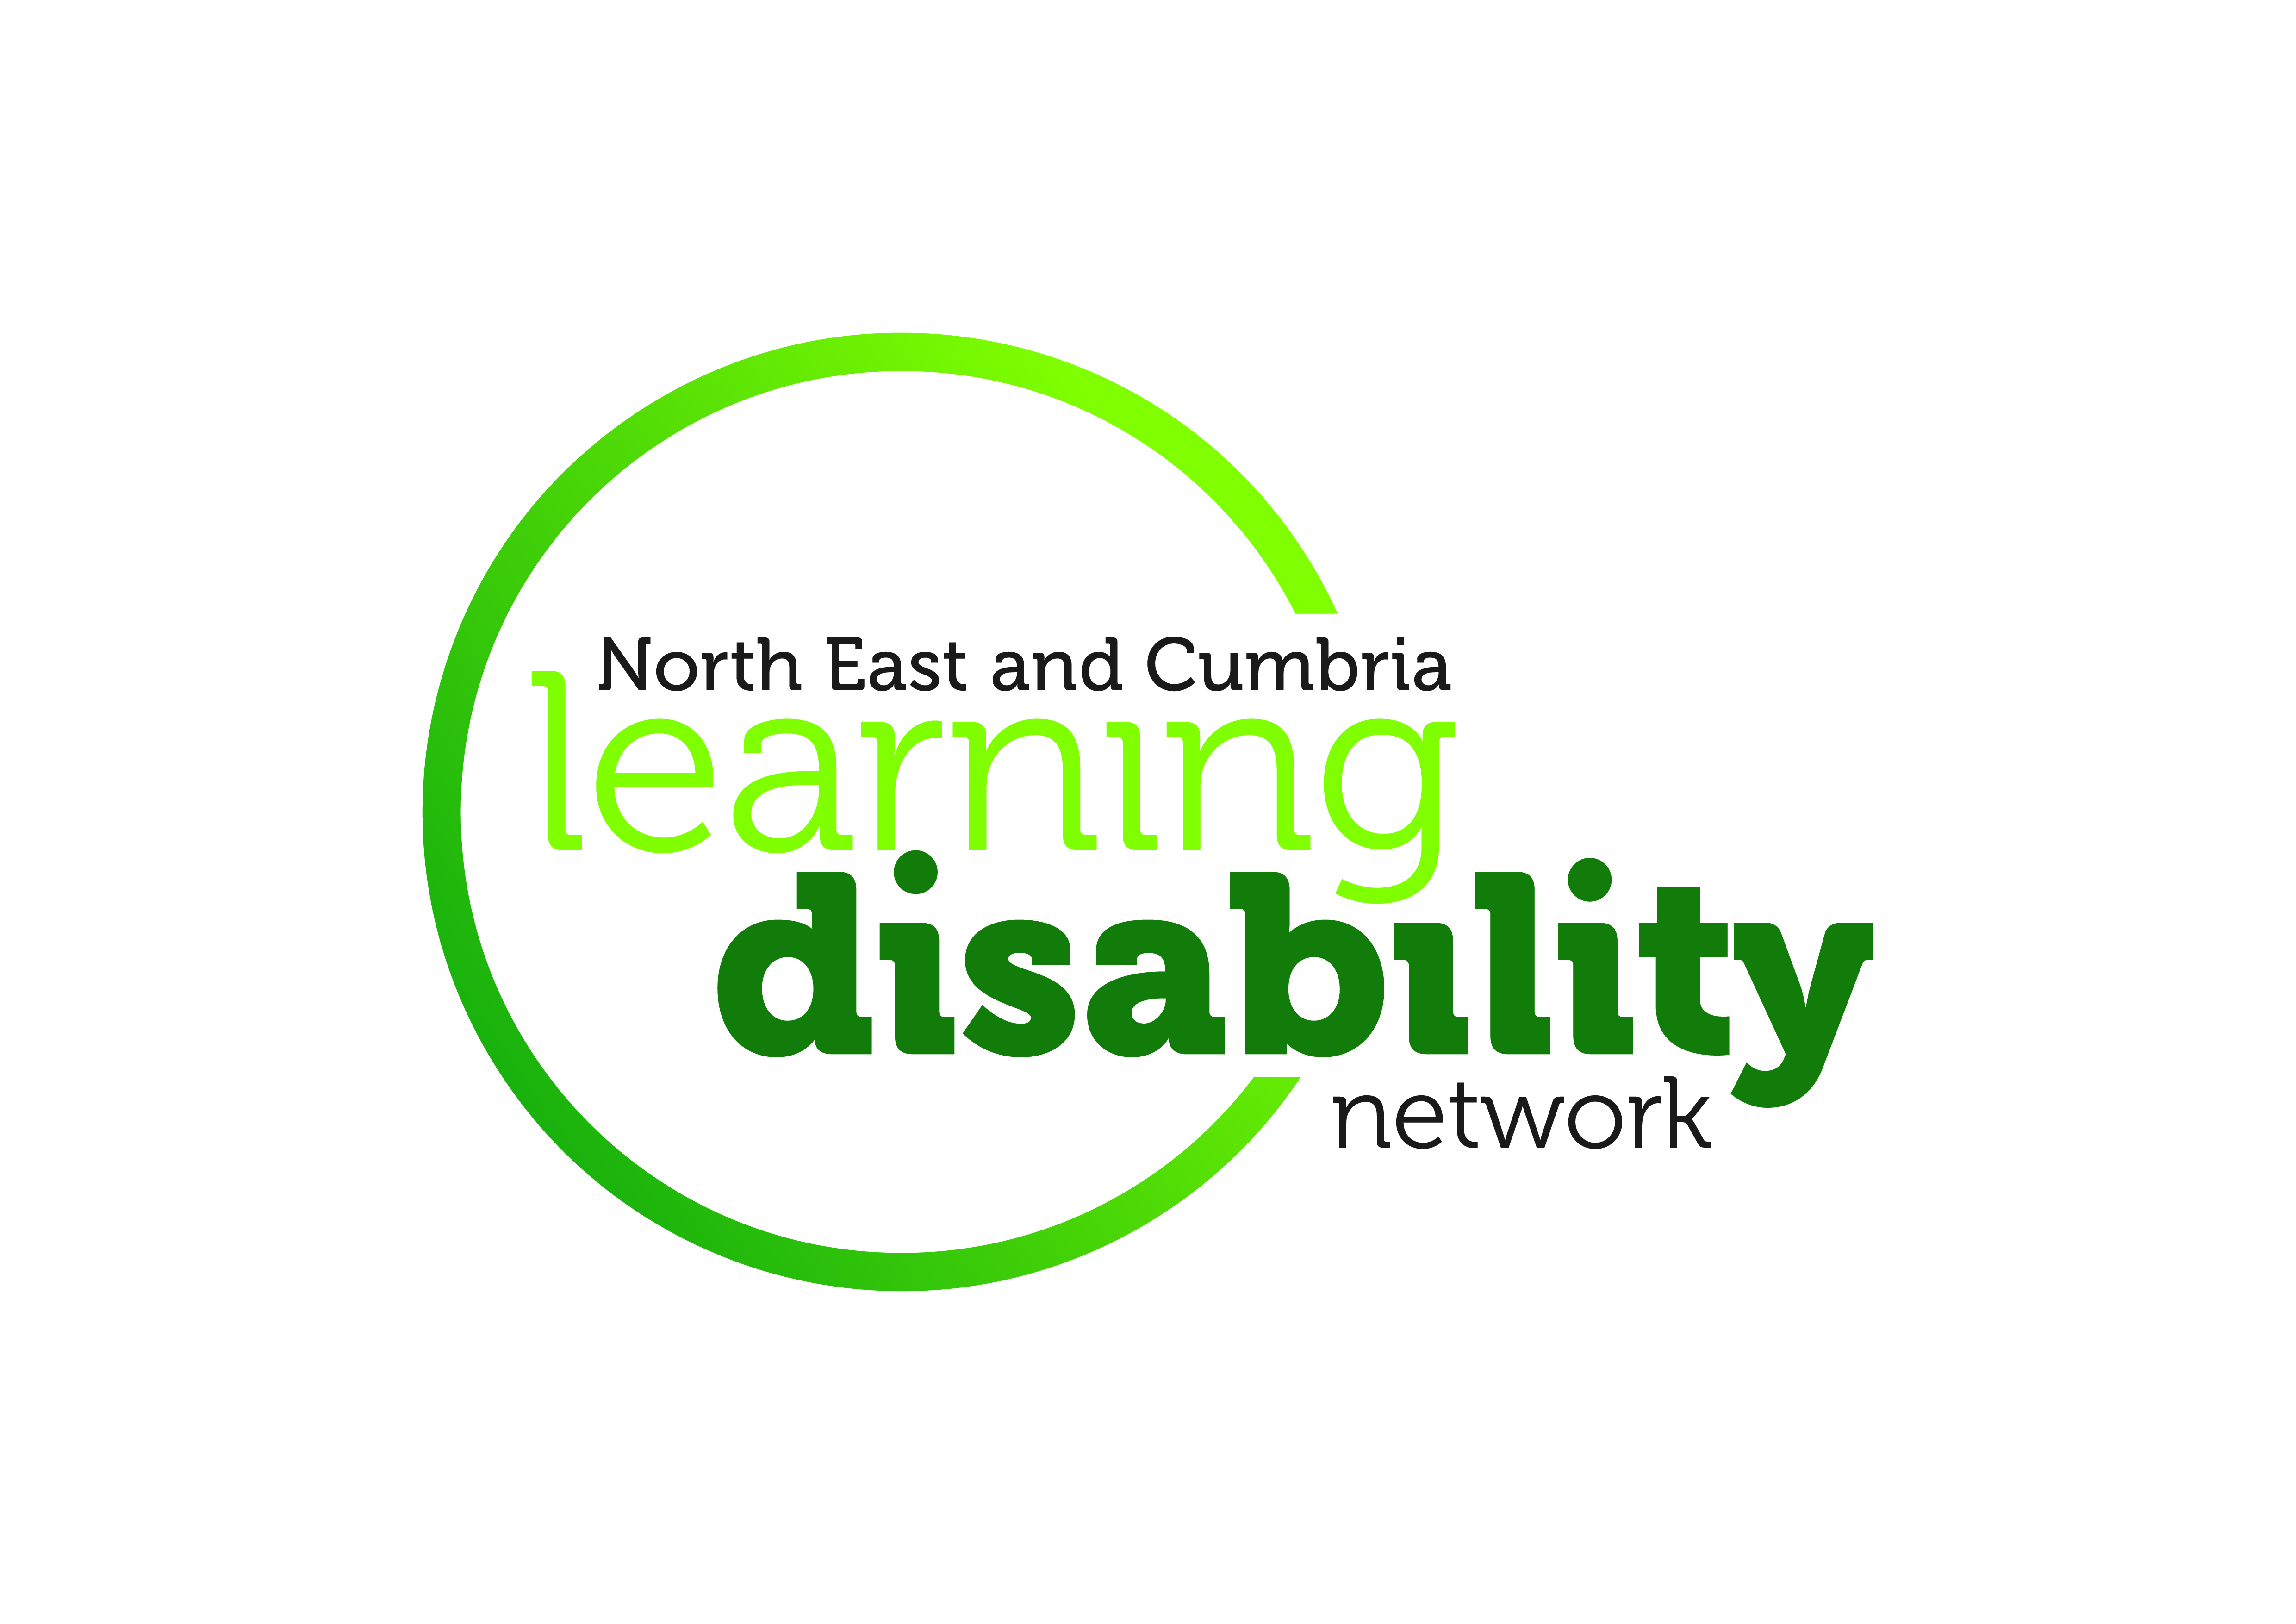 North East and Cumbria
learning
disability
network